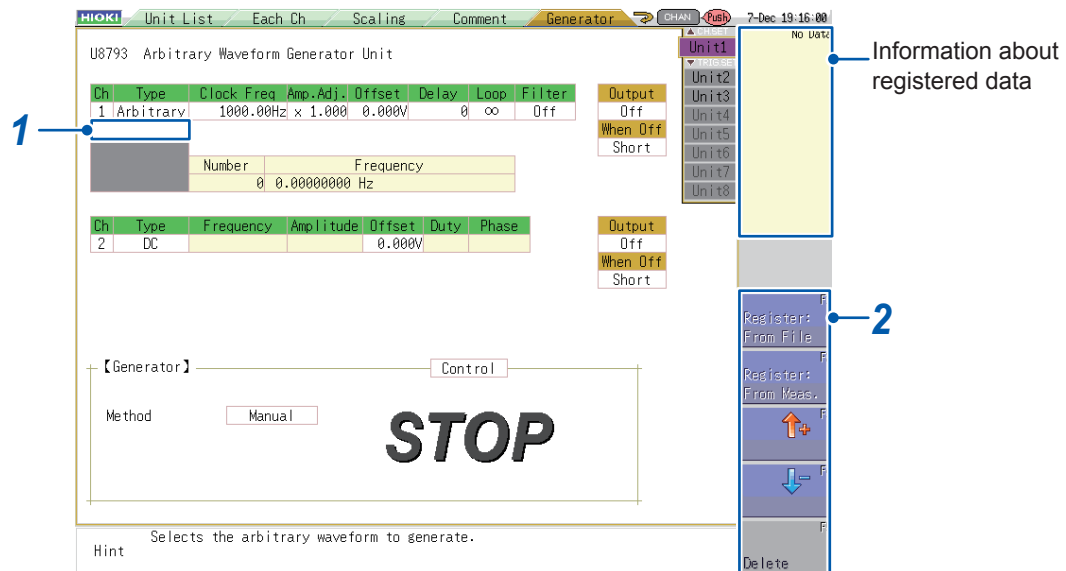 HIOKI Unit List Each Ch Scaling Comment Generator CHAN Push 7-Dec 19:16:00
▲CH.SET No Data
Unit1
▼TRIG.SET
Unit2
Unit3
Unit4
Unit5
Unit6
Unit7
Unit8
Information about
registered data
U8793 Arbitrary Waveform Generator Unit
Ch Type Clock Freq Amp.Adj. Offset Delay Loop Filter
1 Arbitrary 1000.00Hz x 1.000 0.000V 0 ∞ Off
Output
Off
When Off
Short
1
Number Frequency
0 0.00000000 Hz
Ch Type Frequency Amplitude Offset Duty Phase
2 DC 0.000V
Output
Off
When Off
Short
2
F
Register:
From File
F
Register:
From Meas.
F
+
F
-
F
Delete
【Generator】 Control
Method Manual
STOP
Hint Selects the arbitrary waveform to generate.